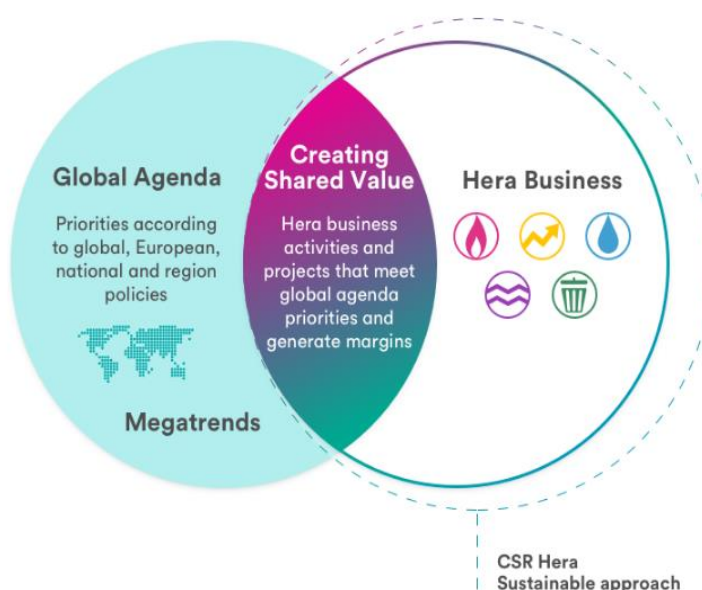 Global Agenda
Priorities according
to global, European,
national and region
policies
Megatrends
Creating
Shared Value
Hera business
activities and
projects that meet
global agenda
priorities and
generate margins
Hera Business
CSR Hera
Sustainable approach